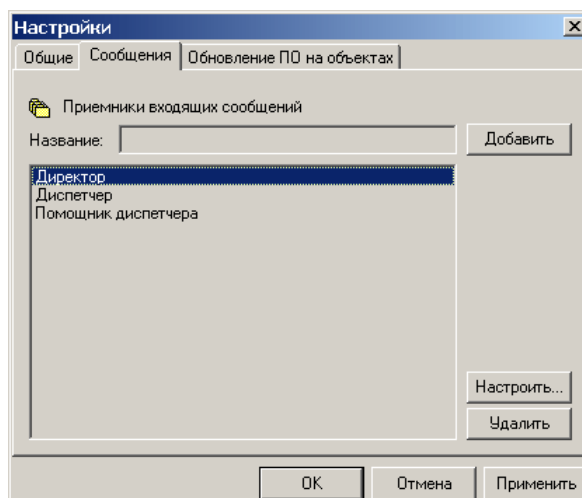 Настройки
Общие Сообщения Обновление ПО на объектах
Приемники входящих сообщений
Название: Добавить
Директор
Диспетчер
Помощник диспетчера
Настроить...
Удалить
OK Отмена Применить